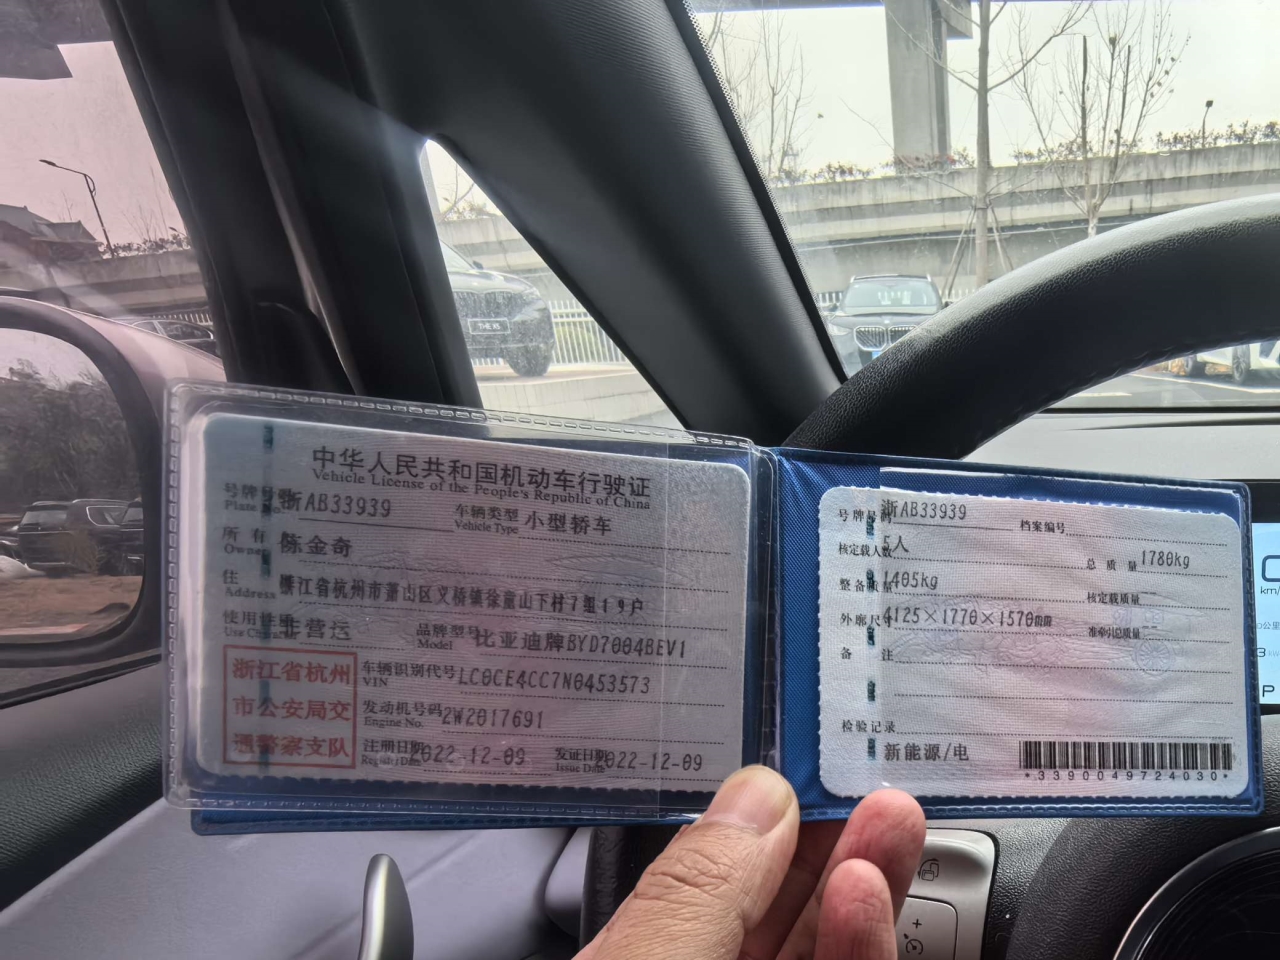 中华人民共和国机动车行驶证
Vehicle License of the People's Republic of China
号牌号码 浙AB33939 车辆类型 小型轿车
Plate No. Vehicle Type
所有 陈金奇
Owner
住 浙江省杭州市萧山区义桥镇徐童山下村7组19户
Address
使用性质 非营运 品牌型号 比亚迪牌BYD7004BEV1
Use Model
浙江省杭州
市公安局交
通警察支队
车辆识别代号 LC0CE4CC7N0453573
VIN
发动机号码 2W2017691
Engine No.
注册日期 022-12-09 发证日期 022-12-09
Register Date Issue Date
号牌号码 浙AB33939 档案编号
核定载人数 5人 总质量 1780kg
整备质量 1405kg 核定载质量
外廓尺寸 4125×1770×1570mm 准牵引总质量
备注
检验记录
新能源/电
*3390049724030*
THE X5
km/
P